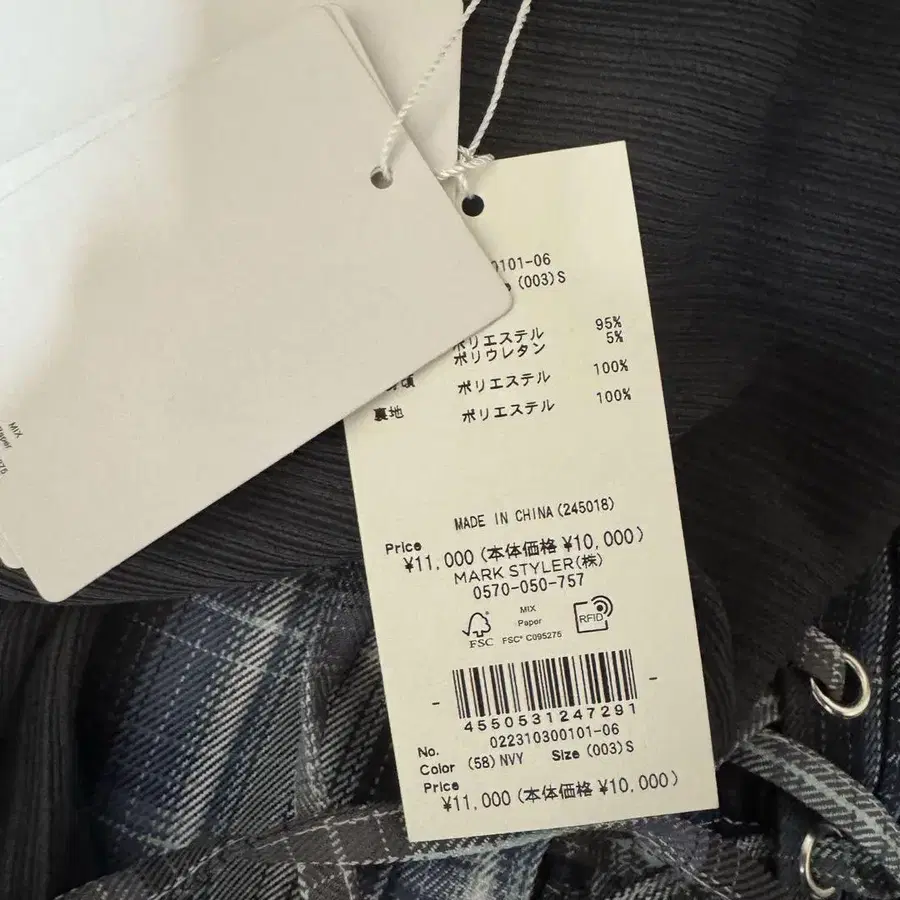 0101-06
(003)S
ポリエステル 95%
ポリウレタン 5%
ポリエステル 100%
裏地 ポリエステル 100%
MADE IN CHINA(245018)
Price
¥11,000(本体価格 ¥10,000)
MARK STYLER(株)
0570-050-757
FSC
MIX
Paper
FSC® C095275
RFID
4550531247291
No. 022310300101-06
Color (58)NVY Size (003)S
Price
¥11,000(本体価格 ¥10,000)
MIX
Paper